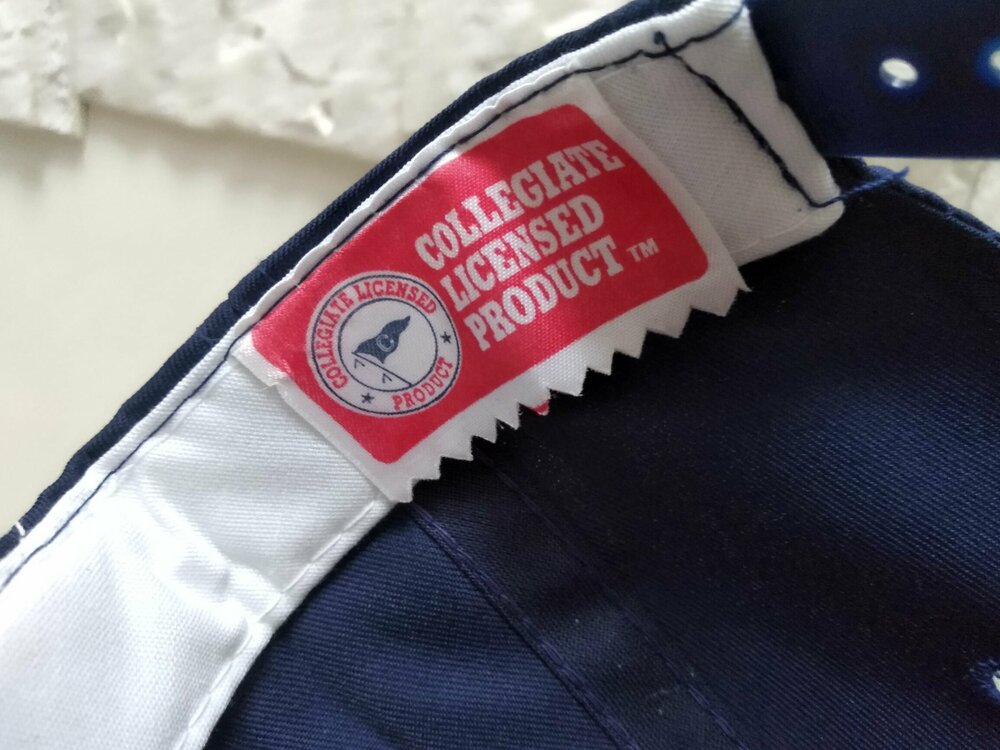 COLLEGIATE
LICENSED
PRODUCT™
COLLEGIATE LICENSED
PRODUCT
C